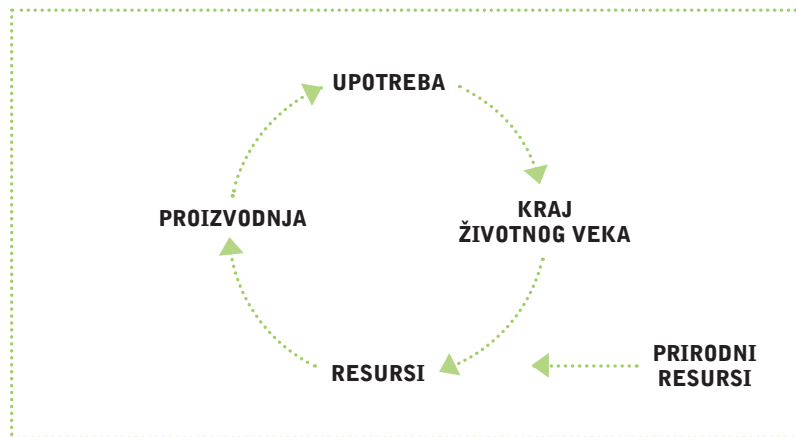 UPOTREBA
PROIZVODNJA
KRAJ
ŽIVOTNOG VEKA
RESURSI
PRIRODNI
RESURSI